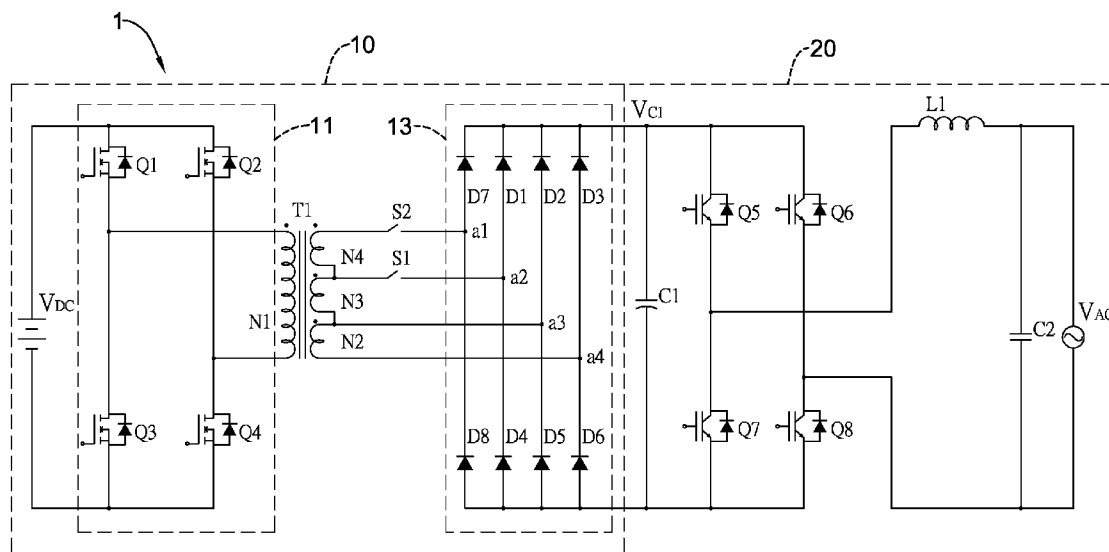 1
10
20
11
13
VC1
L1
Q1
Q2
D7
D1
D2
D3
Q5
Q6
T1
S2
a1
N4
S1
a2
VDC
N1
N3
C1
a3
VAC
N2
a4
C2
Q3
Q4
D8
D4
D5
D6
Q7
Q8